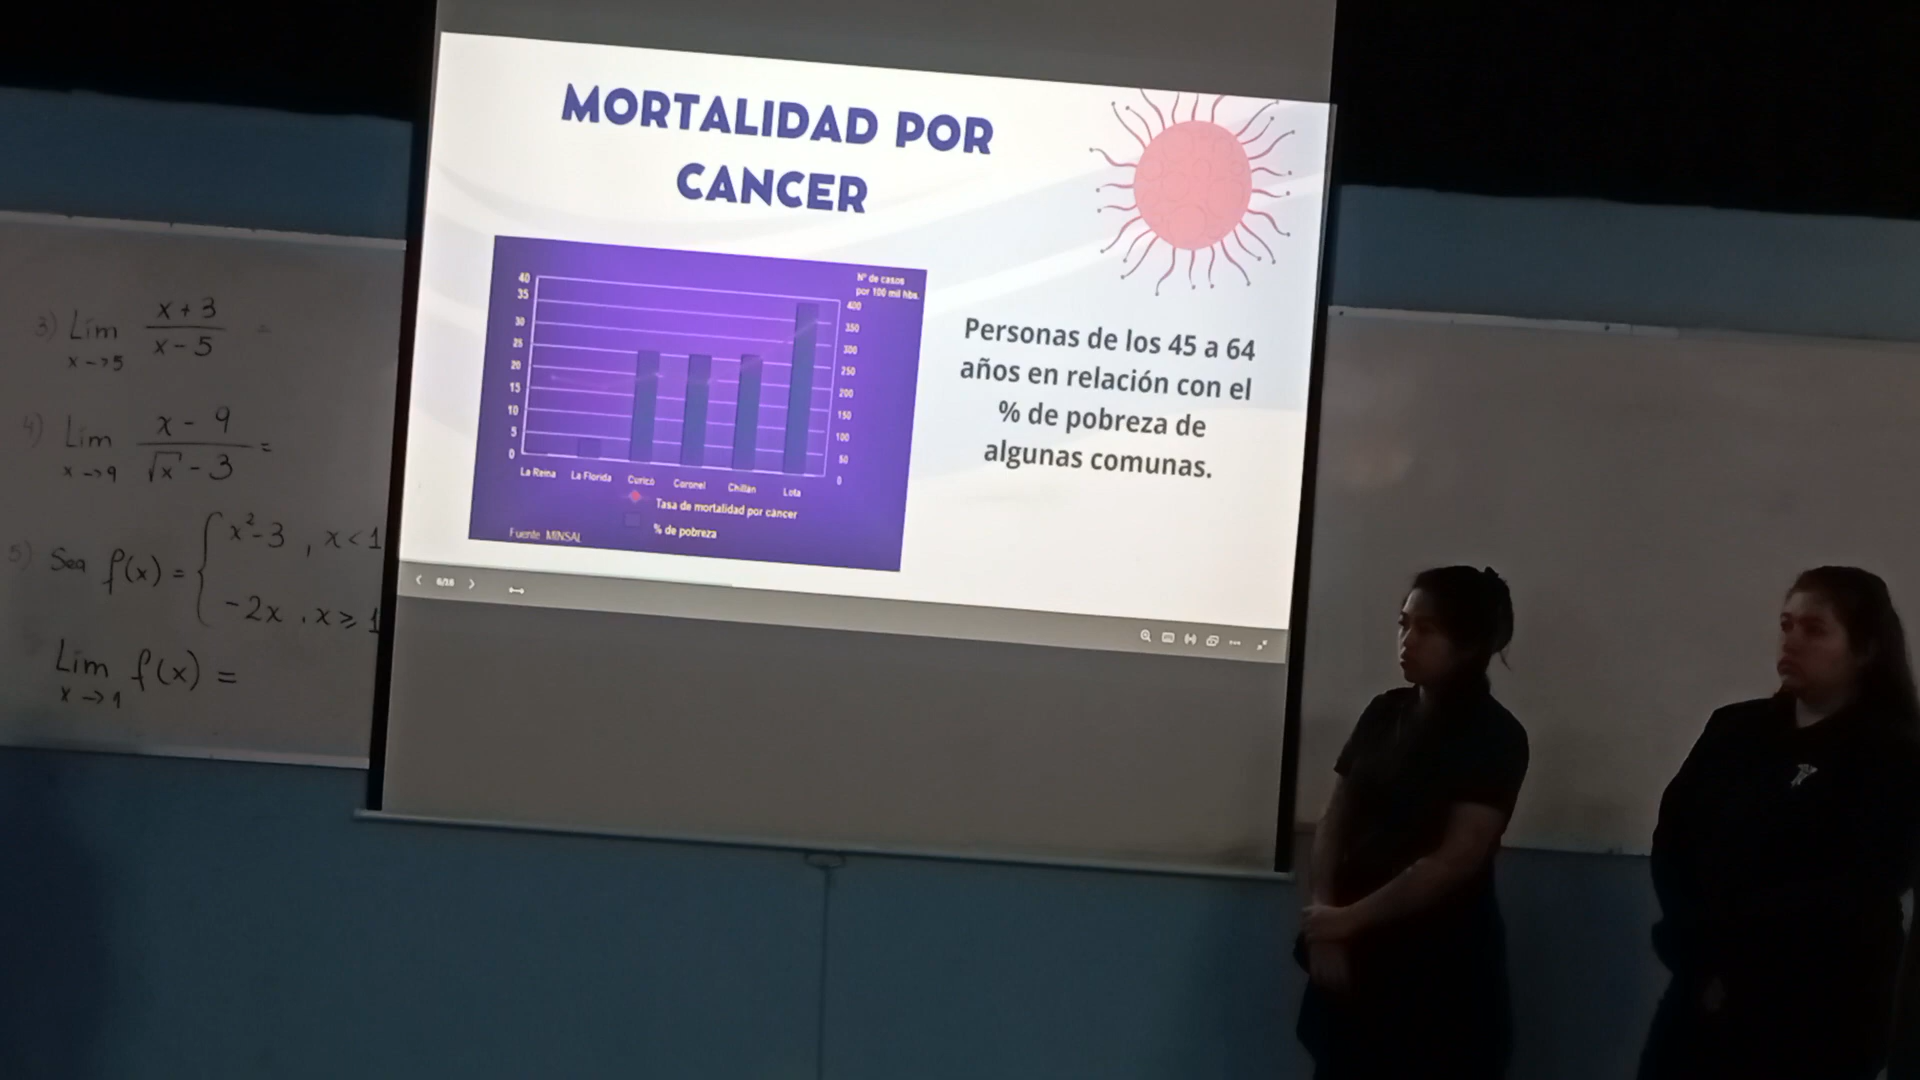 3) Lim x + 3 / x - 5 =
x -> 5
4) Lim x - 9 / √x - 3 =
x -> 9
5) Sea f(x) = { x² - 3 , x < 1
-2x , x ≥ 1
Lim f(x) =
x -> 1
MORTALIDAD POR
CANCER
Nº de casos
por 100 mil hbs.
40
35
30
25
20
15
10
5
0
400
350
300
250
200
150
100
50
0
La Reina La Florida Curicó Coronel Chillán Lota
Tasa de mortalidad por cáncer
% de pobreza
Fuente MINSAL
Personas de los 45 a 64
años en relación con el
% de pobreza de
algunas comunas.
6/18